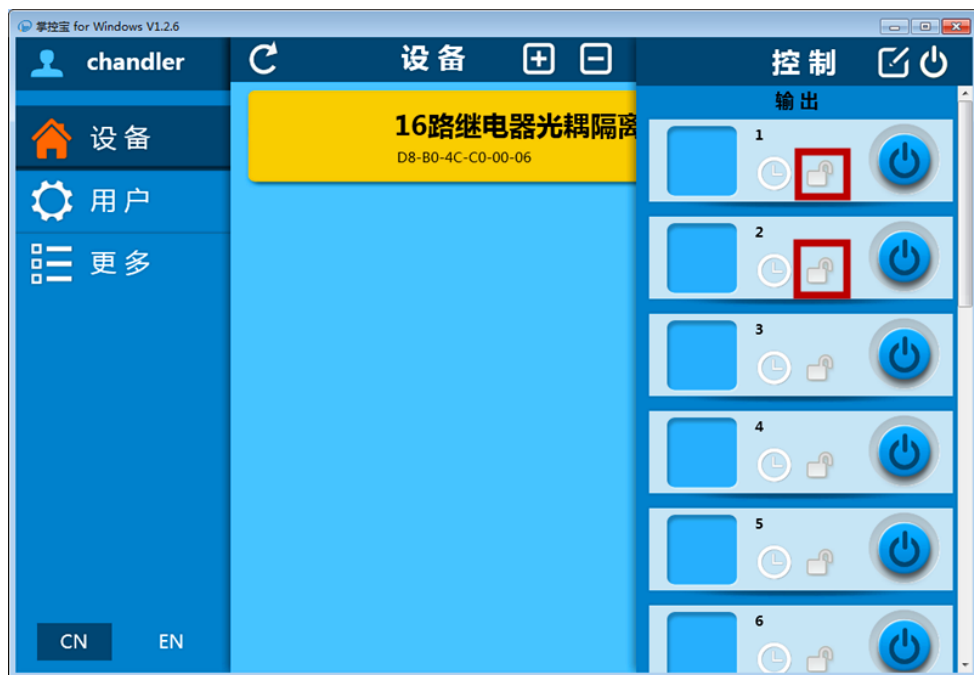 掌控宝 for Windows V1.2.6
chandler
设备
控制
设备
用户
更多
16路继电器光耦隔离
D8-B0-4C-C0-00-06
输出
1
2
3
4
5
6
CN EN